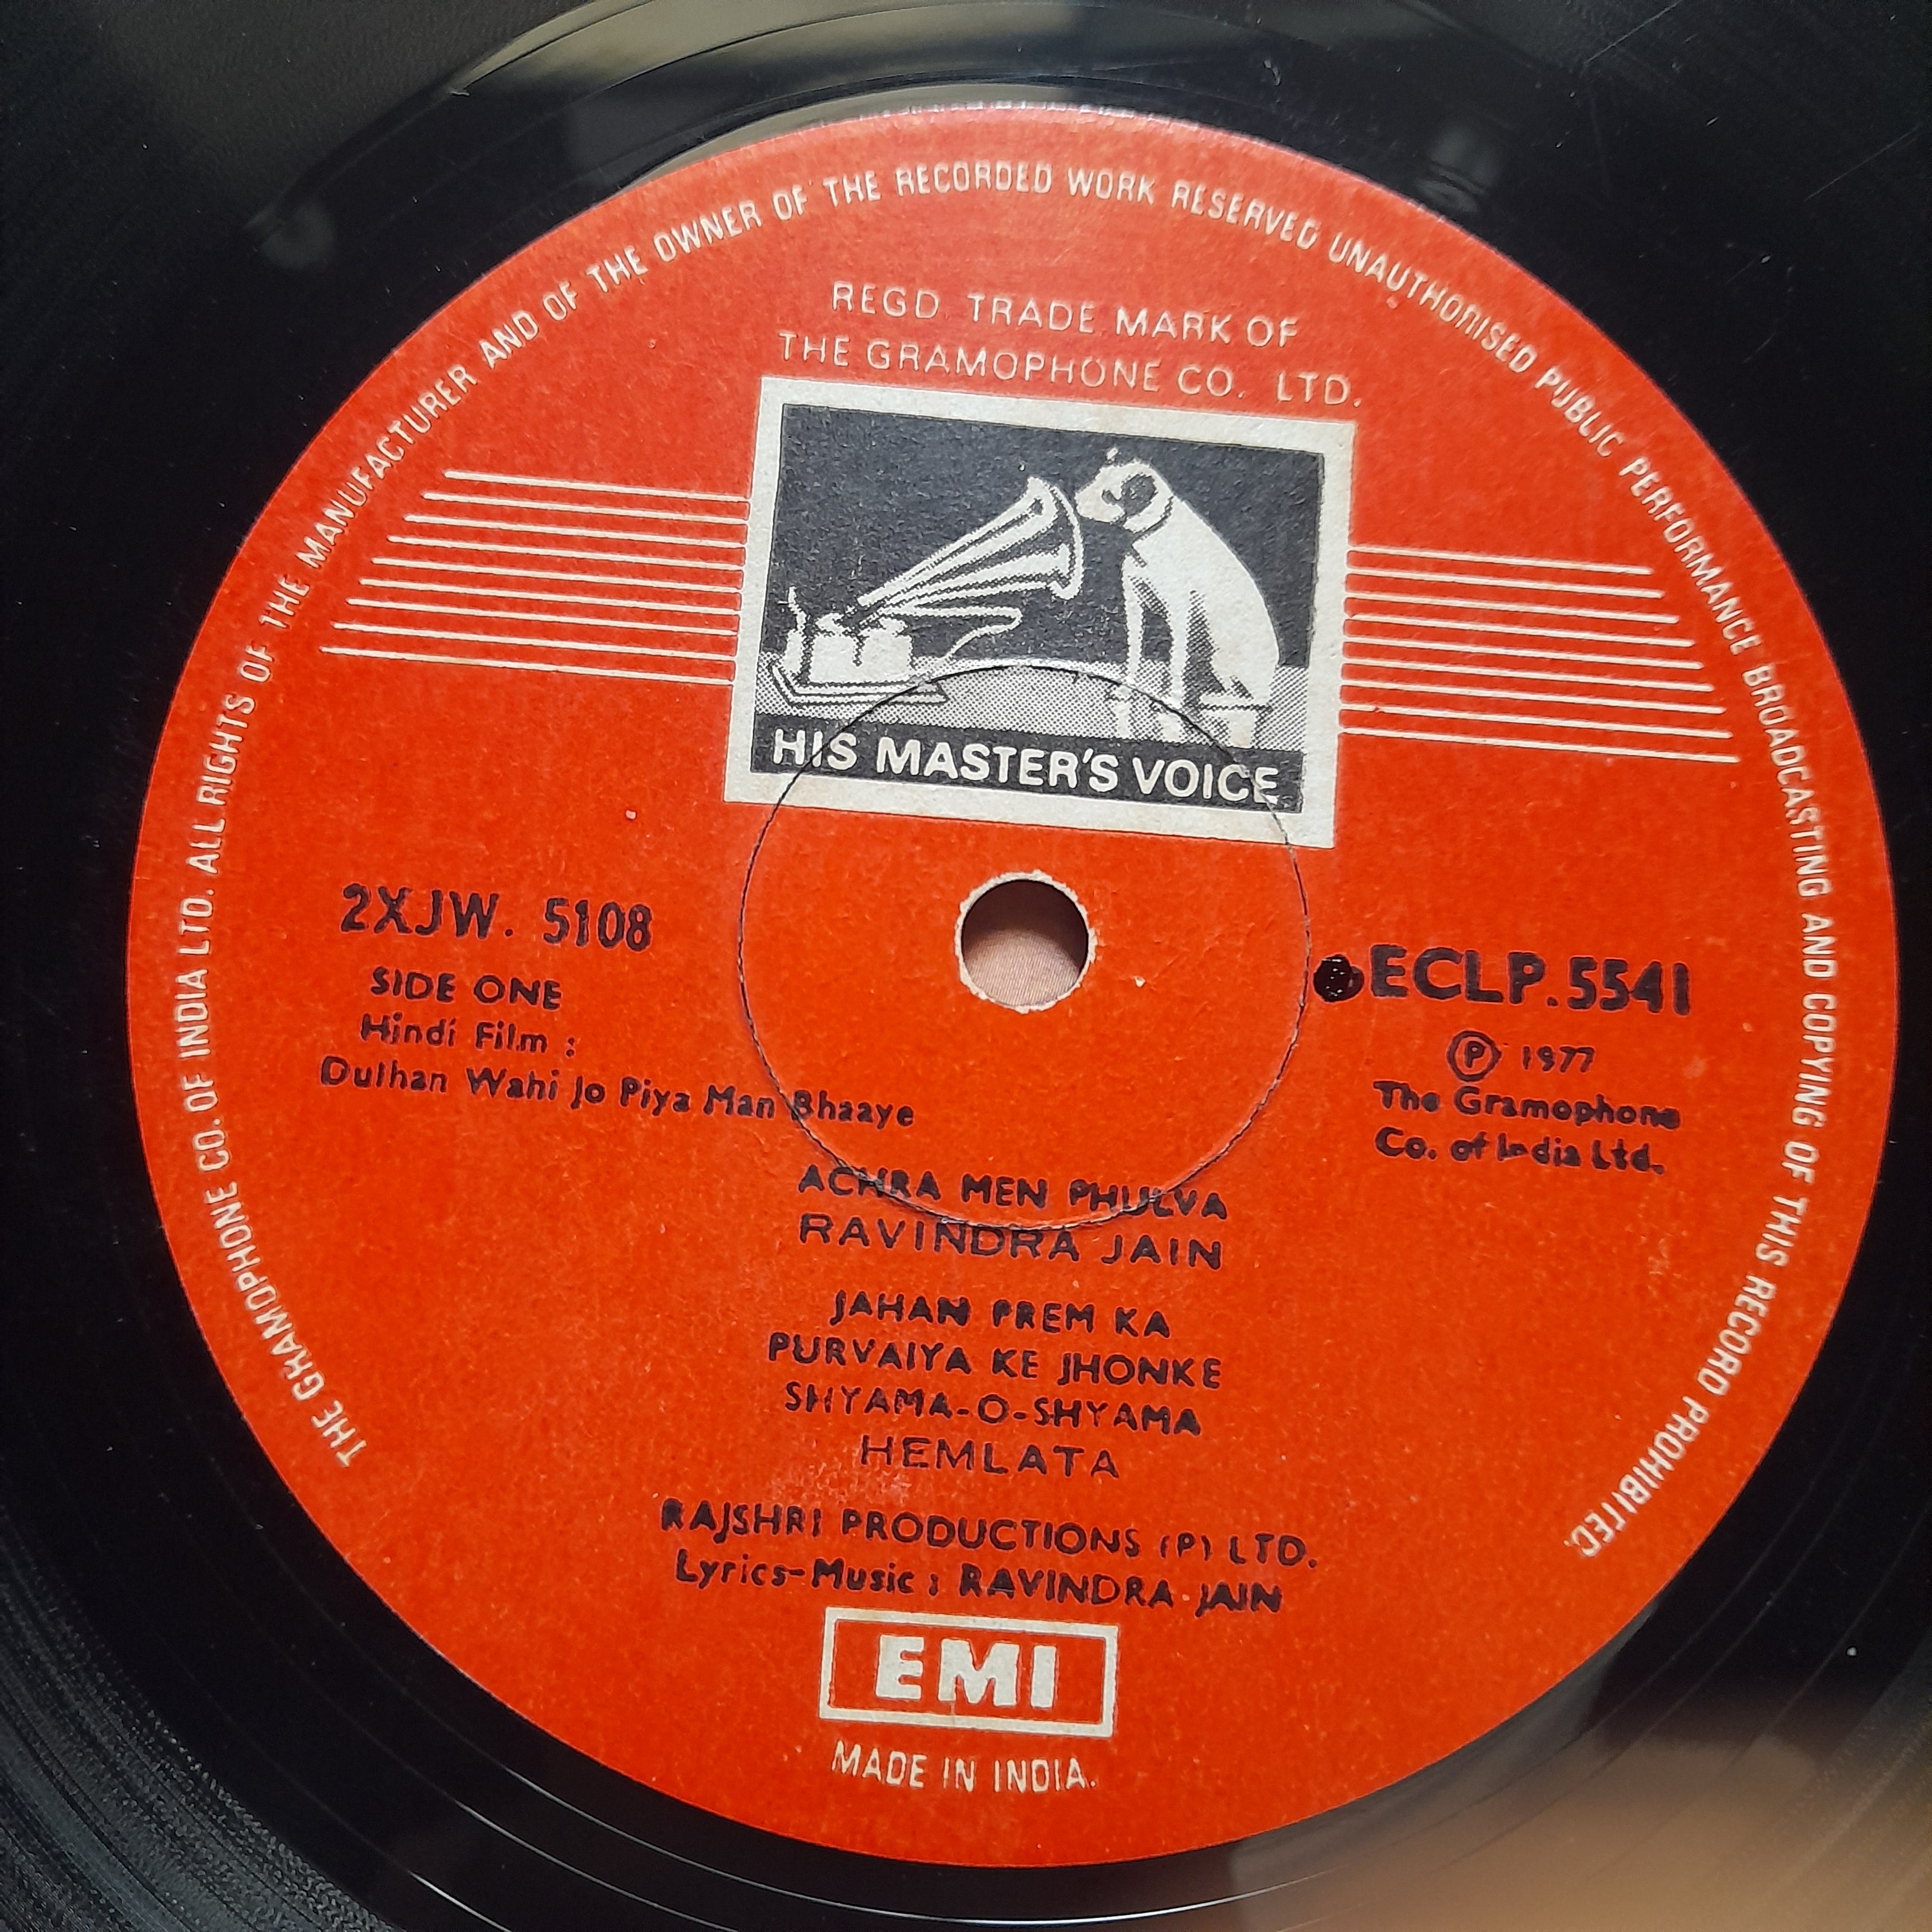 THE GRAMOPHONE CO. OF INDIA LTD. ALL RIGHTS OF THE MANUFACTURER AND OF THE OWNER OF THE RECORDED WORK RESERVED UNAUTHORISED PUBLIC PERFORMANCE BROADCASTING AND COPYING OF THIS RECORD PROHIBITED.
REGD. TRADE MARK OF
THE GRAMOPHONE CO. LTD.
HIS MASTER'S VOICE
2XJW. 5108
SIDE ONE
Hindi Film :
Dulhan Wahi Jo Piya Man Bhaaye
ECLP.5541
℗ 1977
The Gramophone
Co. of India Ltd.
ACHRA MEN PHULVA
RAVINDRA JAIN
JAHAN PREM KA
PURVAIYA KE JHONKE
SHYAMA-O-SHYAMA
HEMLATA
RAJSHRI PRODUCTIONS (P) LTD.
Lyrics-Music : RAVINDRA JAIN
EMI
MADE IN INDIA.